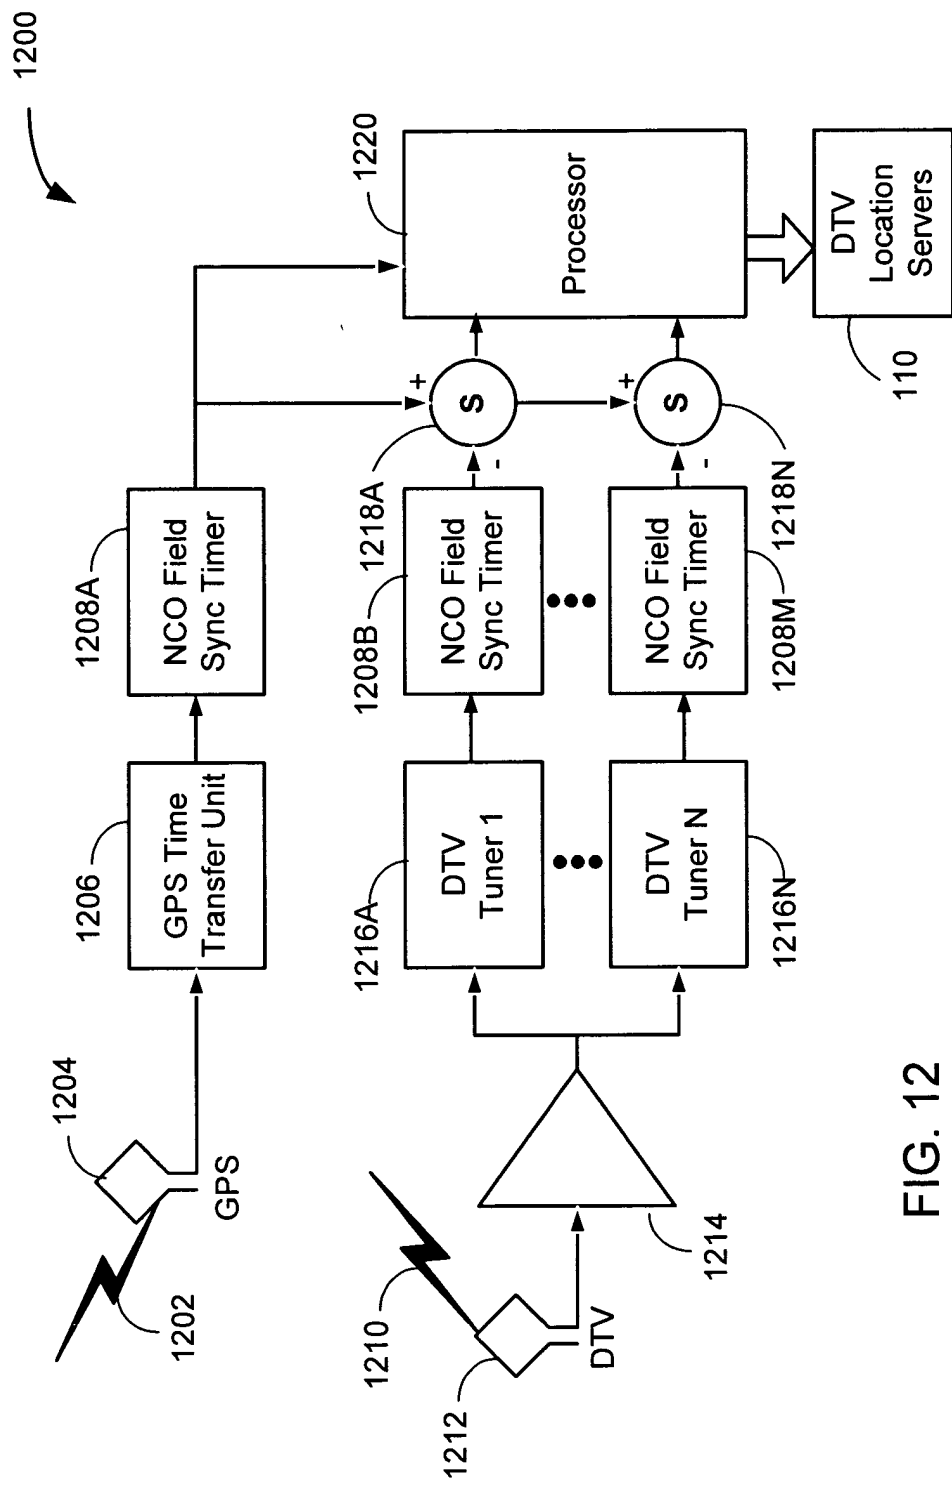 1200
1202
1204
GPS
1206
GPS Time
Transfer Unit
1208A
NCO Field
Sync Timer
1210
1212
DTV
1214
1216A
DTV
Tuner 1
1208B
NCO Field
Sync Timer
1218A
S
+
-
1216N
DTV
Tuner N
1208M
NCO Field
Sync Timer
1218N
S
+
-
1220
Processor
DTV
Location
Servers
110
FIG. 12